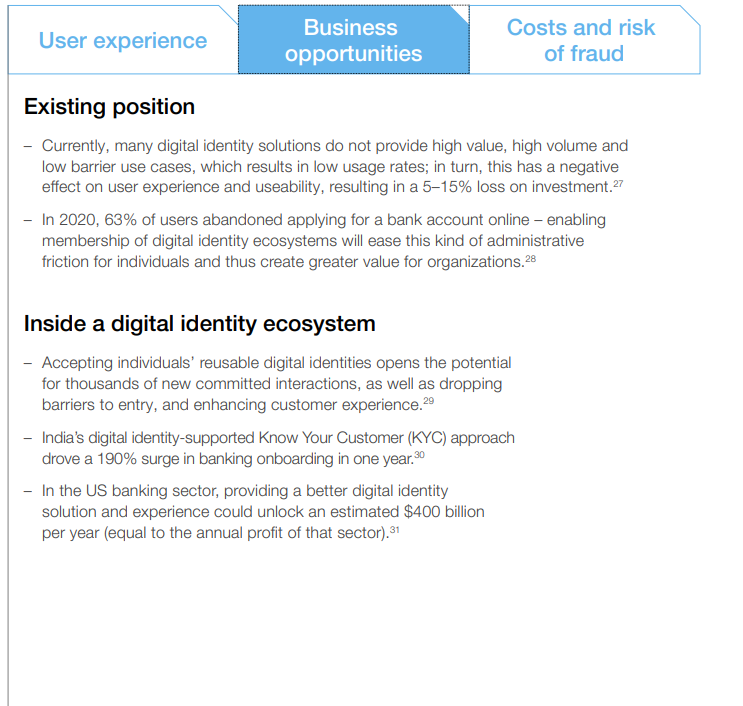 User experience
Business
opportunities
Costs and risk
of fraud
Existing position
– Currently, many digital identity solutions do not provide high value, high volume and
low barrier use cases, which results in low usage rates; in turn, this has a negative
effect on user experience and useability, resulting in a 5–15% loss on investment.27
– In 2020, 63% of users abandoned applying for a bank account online – enabling
membership of digital identity ecosystems will ease this kind of administrative
friction for individuals and thus create greater value for organizations.28
Inside a digital identity ecosystem
– Accepting individuals’ reusable digital identities opens the potential
for thousands of new committed interactions, as well as dropping
barriers to entry, and enhancing customer experience.29
– India’s digital identity-supported Know Your Customer (KYC) approach
drove a 190% surge in banking onboarding in one year.30
– In the US banking sector, providing a better digital identity
solution and experience could unlock an estimated $400 billion
per year (equal to the annual profit of that sector).31